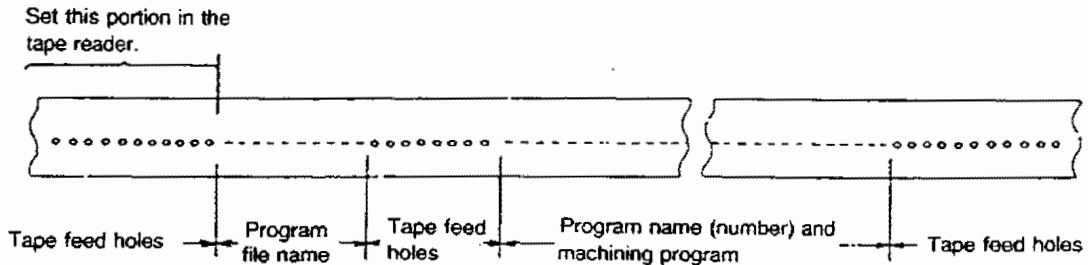 Set this portion in the
tape reader.
Tape feed holes
Program
file name
Tape feed
holes
Program name (number) and
machining program
Tape feed holes